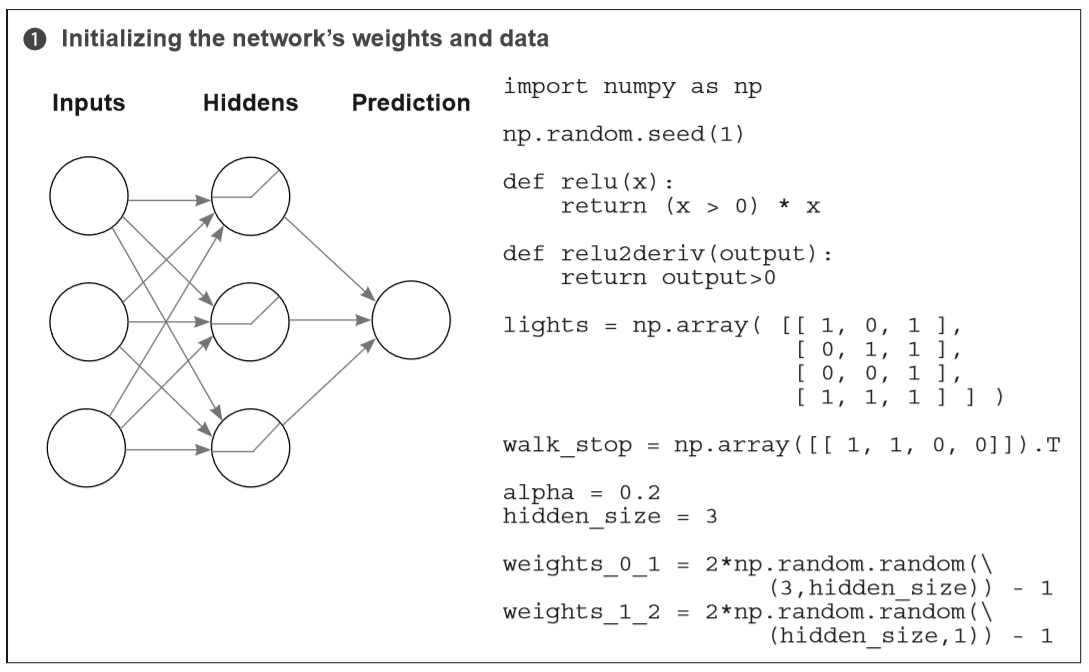 ❶ Initializing the network's weights and data
Inputs Hiddens Prediction
import numpy as np
np.random.seed(1)
def relu(x):
    return (x > 0) * x
def relu2deriv(output):
    return output>0
lights = np.array( [[ 1, 0, 1 ],
                    [ 0, 1, 1 ],
                    [ 0, 0, 1 ],
                    [ 1, 1, 1 ] ] )
walk_stop = np.array([[ 1, 1, 0, 0]]).T
alpha = 0.2
hidden_size = 3
weights_0_1 = 2*np.random.random(\
                  (3,hidden_size)) - 1
weights_1_2 = 2*np.random.random(\
                  (hidden_size,1)) - 1